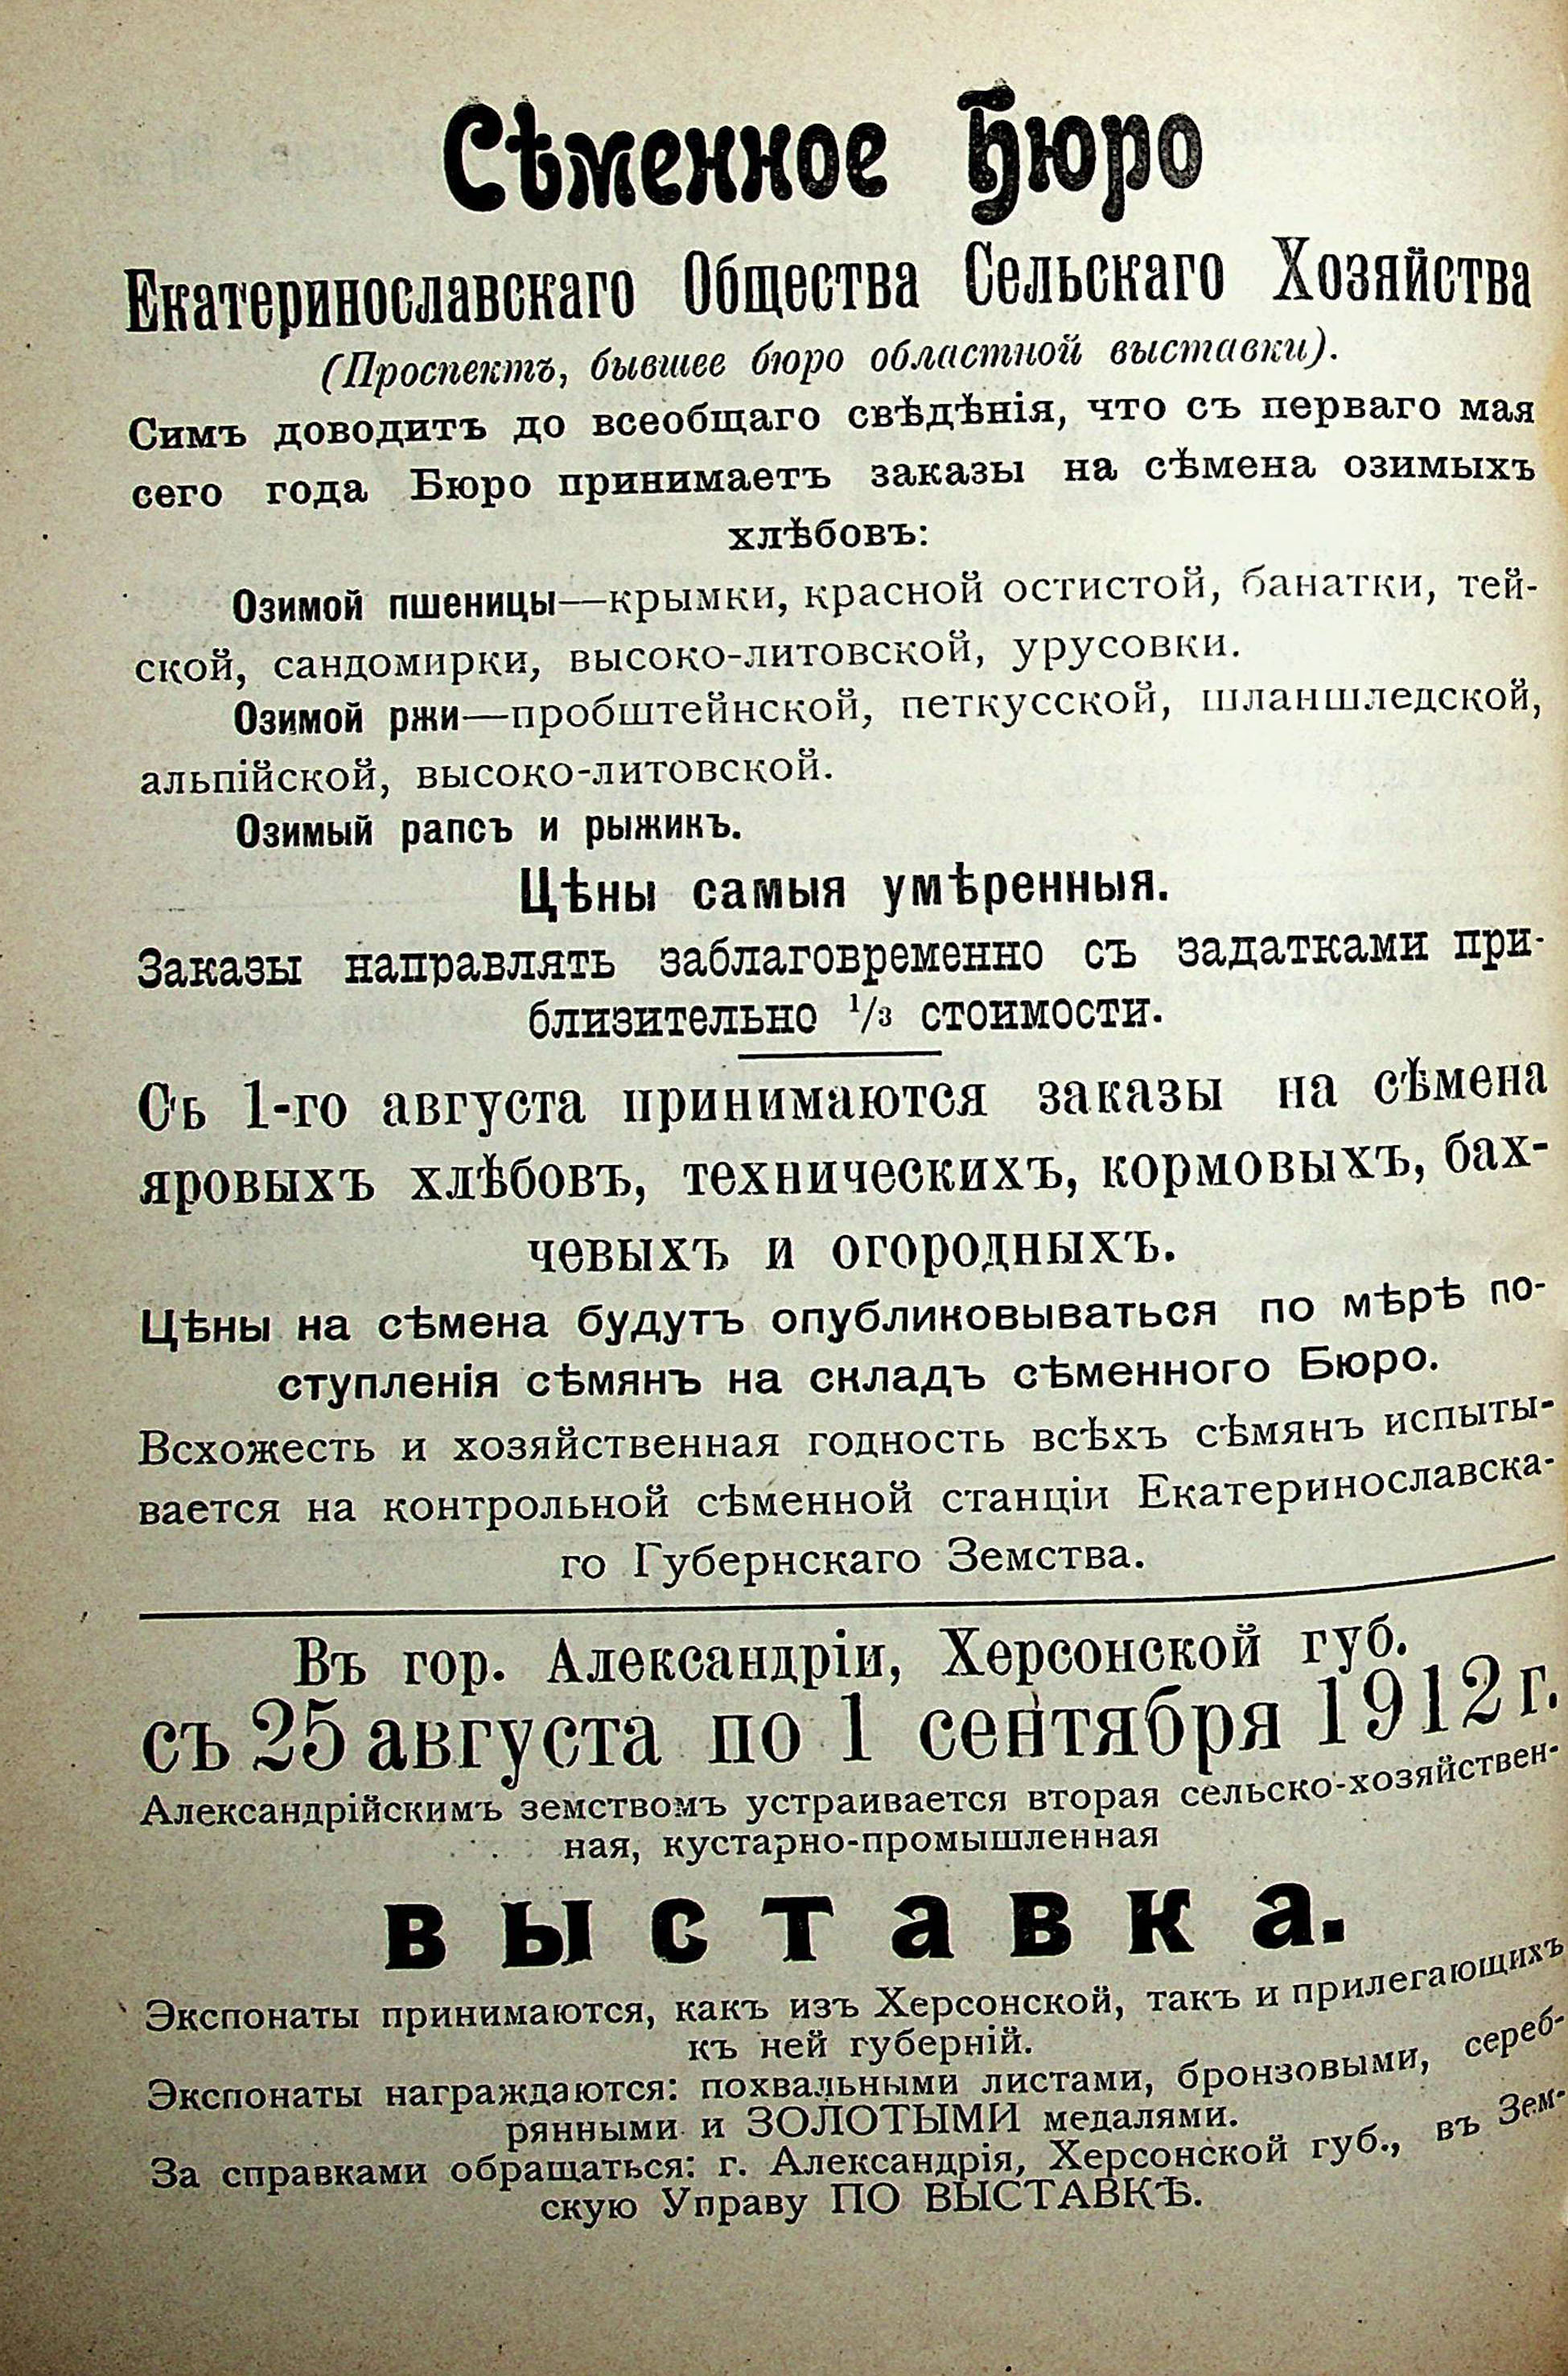 Сѣменное Бюро
Екатеринославскаго Общества Сельскаго Хозяйства
(Проспектъ, бывшее бюро областной выставки).
Симъ доводитъ до всеобщаго свѣдѣнія, что съ перваго мая
сего года Бюро принимаетъ заказы на сѣмена озимыхъ
хлѣбовъ:
Озимой пшеницы—крымки, красной остистой, банатки, тей-
ской, сандомирки, высоко-литовской, урусовки.
Озимой ржи—пробштейнской, петкусской, шланшледской,
альпійской, высоко-литовской.
Озимый рапсъ и рыжикъ.
Цѣны самыя умѣренныя.
Заказы направлять заблаговременно съ задатками при-
близительно 1/3 стоимости.
Съ 1-го августа принимаются заказы на сѣмена
яровыхъ хлѣбовъ, техническихъ, кормовыхъ, бах-
чевыхъ и огородныхъ.
Цѣны на сѣмена будутъ опубликовываться по мѣрѣ по-
ступленія сѣмянъ на складъ сѣменного Бюро.
Всхожесть и хозяйственная годность всѣхъ сѣмянъ испыты-
вается на контрольной сѣменной станціи Екатеринославска-
го Губернскаго Земства.
Въ гор. Александріи, Херсонской губ.
съ 25 августа по 1 сентября 1912 г.
Александрійскимъ земствомъ устраивается вторая сельско-хозяйствен-
ная, кустарно-промышленная
выставка.
Экспонаты принимаются, какъ изъ Херсонской, такъ и прилегающихъ
къ ней губерній.
Экспонаты награждаются: похвальными листами, бронзовыми, сереб-
рянными и ЗОЛОТЫМИ медалями.
За справками обращаться: г. Александрія, Херсонской губ., въ Зем-
скую Управу ПО ВЫСТАВКѢ.